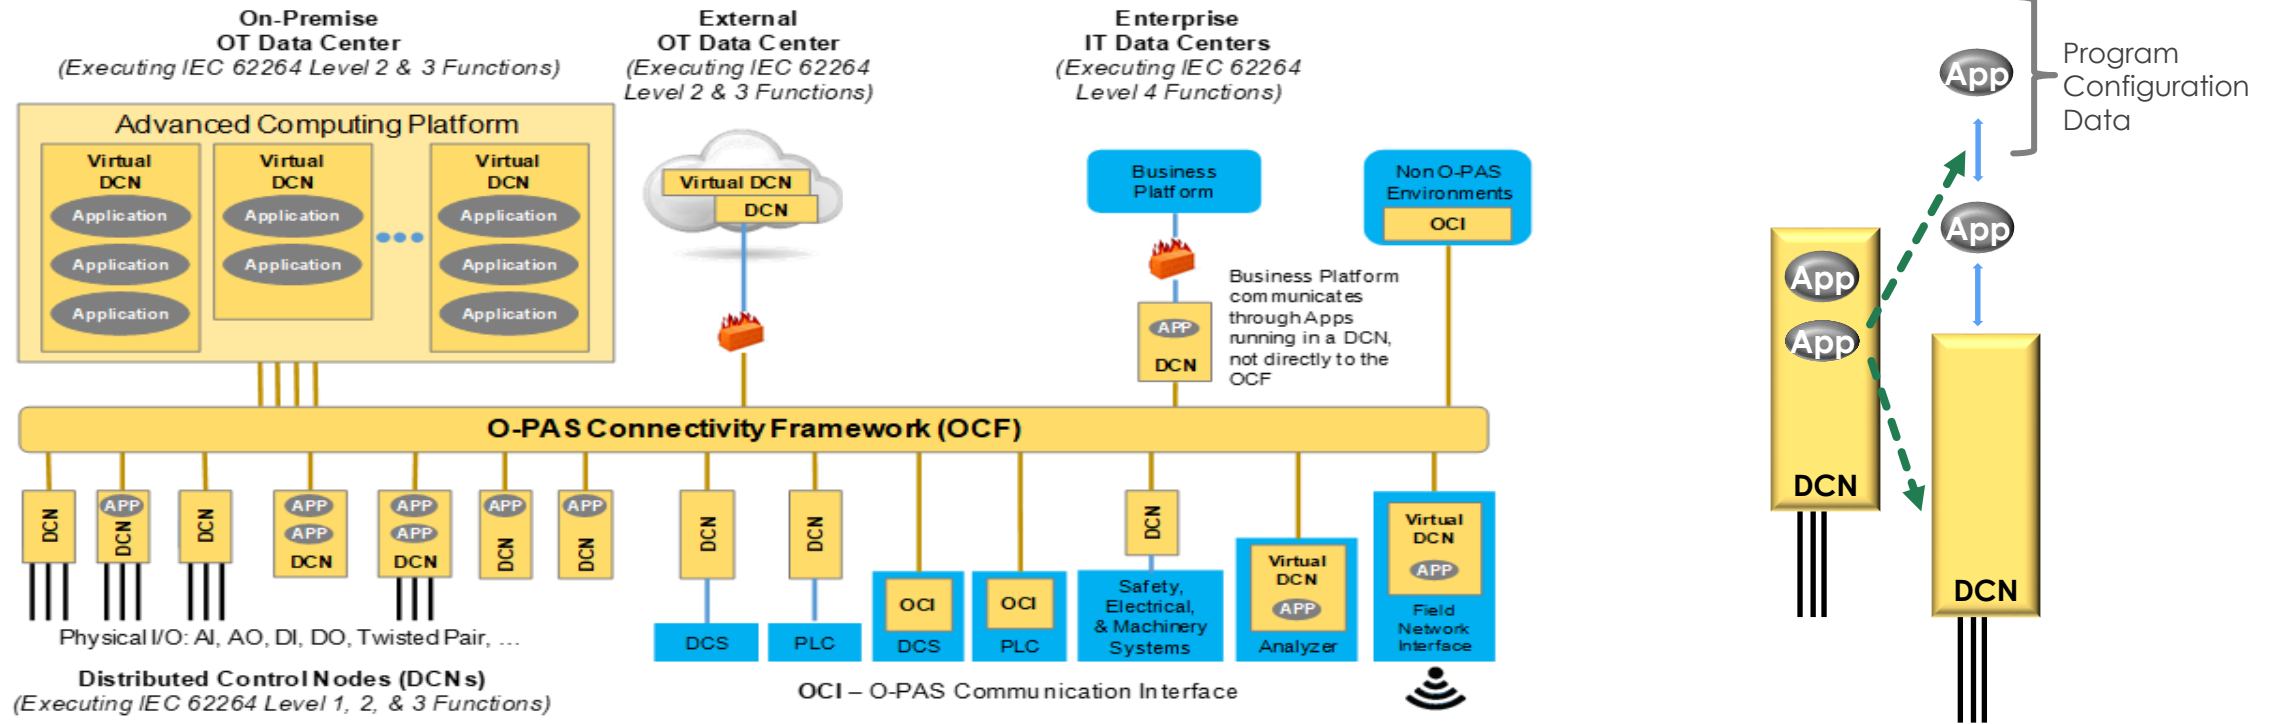 On-Premise
OT Data Center
(Executing IEC 62264 Level 2 & 3 Functions)
External
OT Data Center
(Executing IEC 62264
Level 2 & 3 Functions)
Enterprise
IT Data Centers
(Executing IEC 62264
Level 4 Functions)
Advanced Computing Platform
Virtual
DCN
Application
Application
Application
Virtual
DCN
Application
Application
Virtual
DCN
Application
Application
Application
Virtual DCN
DCN
Business
Platform
Non O-PAS
Environments
OCI
APP
DCN
Business Platform
communicates
through Apps
running in a DCN,
not directly to the
OCF
O-PAS Connectivity Framework (OCF)
DCN
APP
DCN
DCN
APP
APP
DCN
APP
APP
DCN
APP
DCN
APP
DCN
DCN
DCS
DCN
PLC
OCI
DCS
OCI
PLC
DCN
Safety,
Electrical,
& Machinery
Systems
Virtual
DCN
APP
Analyzer
Virtual
DCN
APP
Field
Network
Interface
Physical I/O: AI, AO, DI, DO, Twisted Pair, ...
Distributed Control Nodes (DCNs)
(Executing IEC 62264 Level 1, 2, & 3 Functions)
OCI – O-PAS Communication Interface
App
Program
Configuration
Data
App
App
App
DCN
DCN